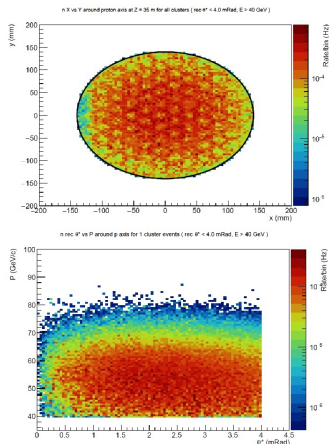 n X vs Y around proton axis at Z = 35 m for all clusters ( rec θ* < 4.0 mRad, E > 40 GeV )
y (mm)
200
150
100
50
0
−50
−100
−150
−200
−200 −150 −100 −50 0 50 100 150 200
x (mm)
Rate/bin (Hz)
10⁻⁴
10⁻⁵
10⁻⁶
n rec θ* vs P around p axis for 1 cluster events ( rec θ* < 4.0 mRad, E > 40 GeV )
P (GeV/c)
100
90
80
70
60
50
40
0.5 1 1.5 2 2.5 3 3.5 4 4.5
θ* (mRad)
Rate/bin (Hz)